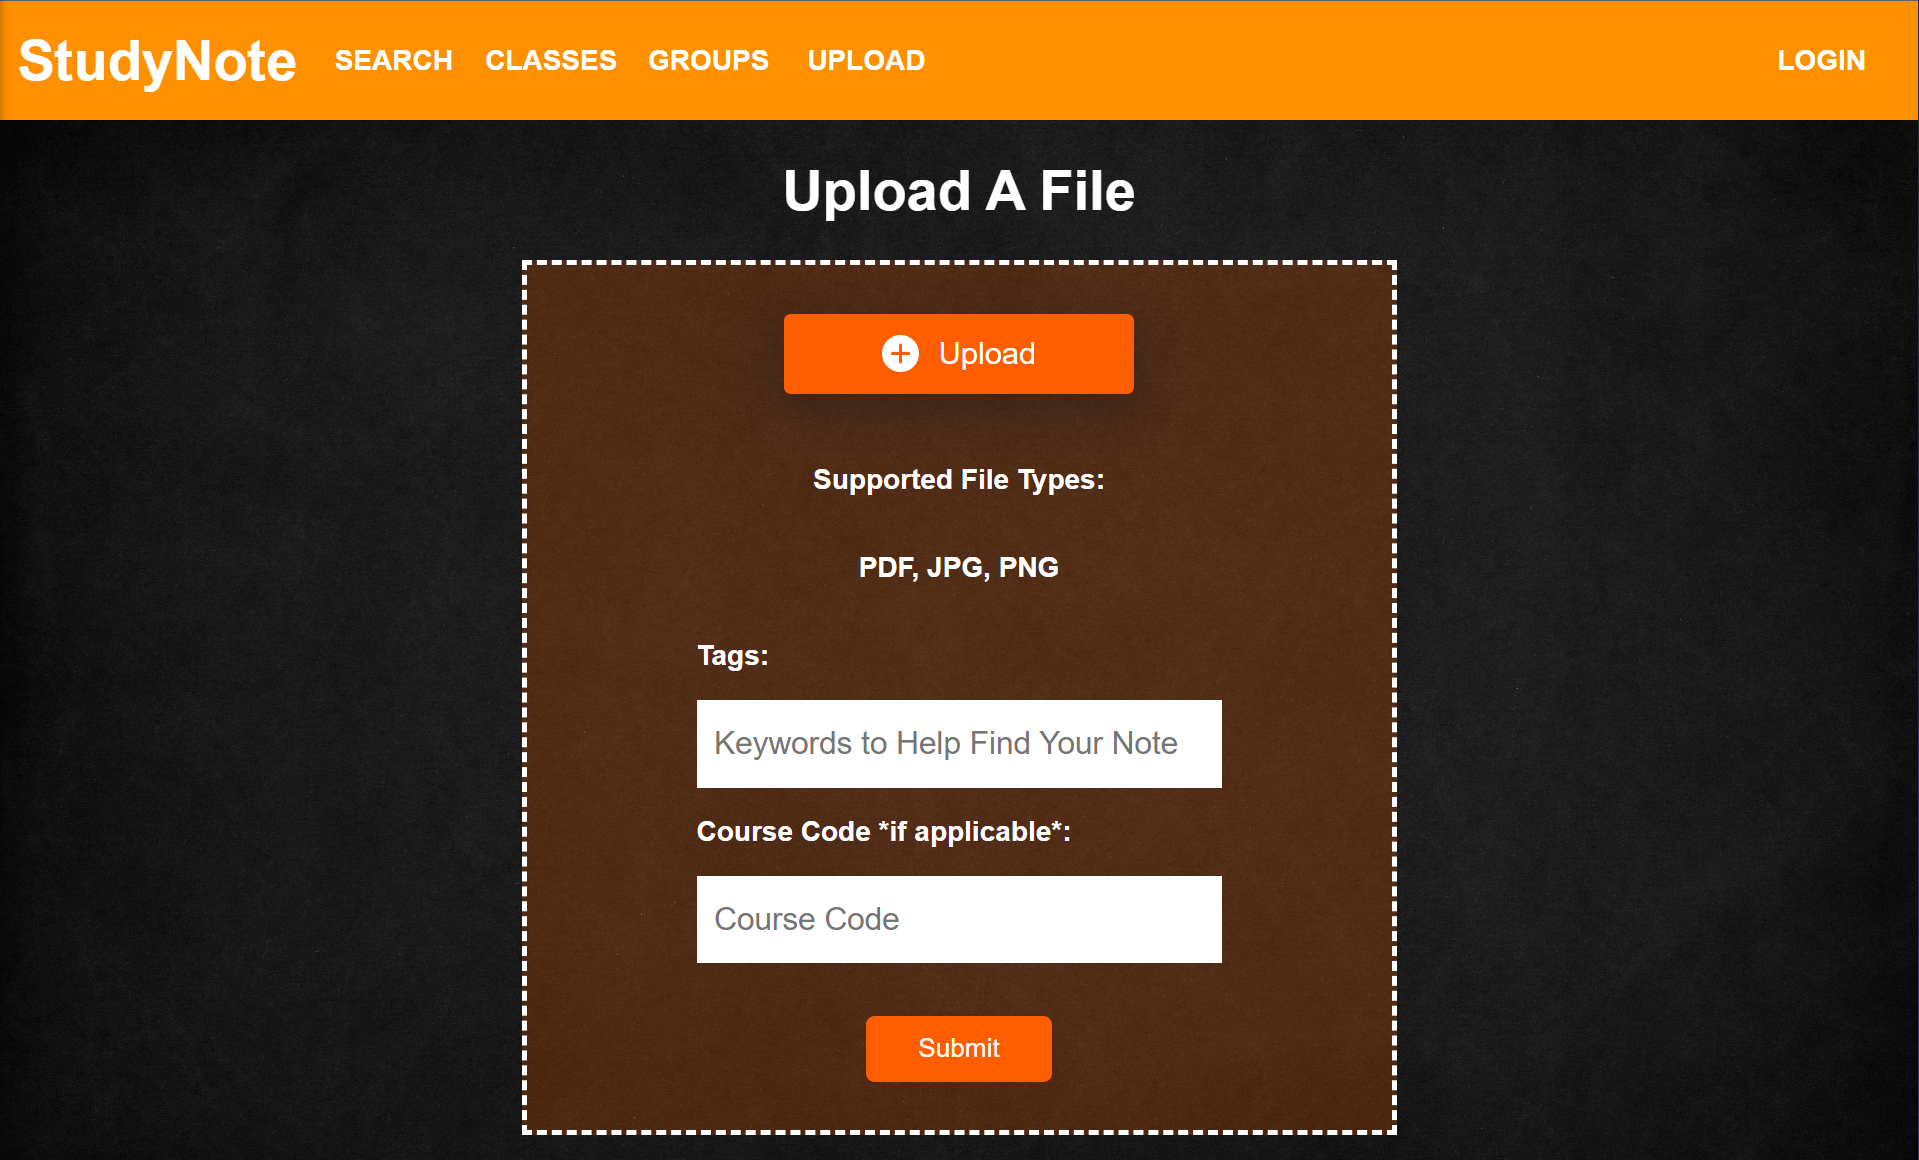 StudyNote SEARCH CLASSES GROUPS UPLOAD LOGIN
Upload A File
Upload
Supported File Types:
PDF, JPG, PNG
Tags:
Keywords to Help Find Your Note
Course Code *if applicable*:
Course Code
Submit